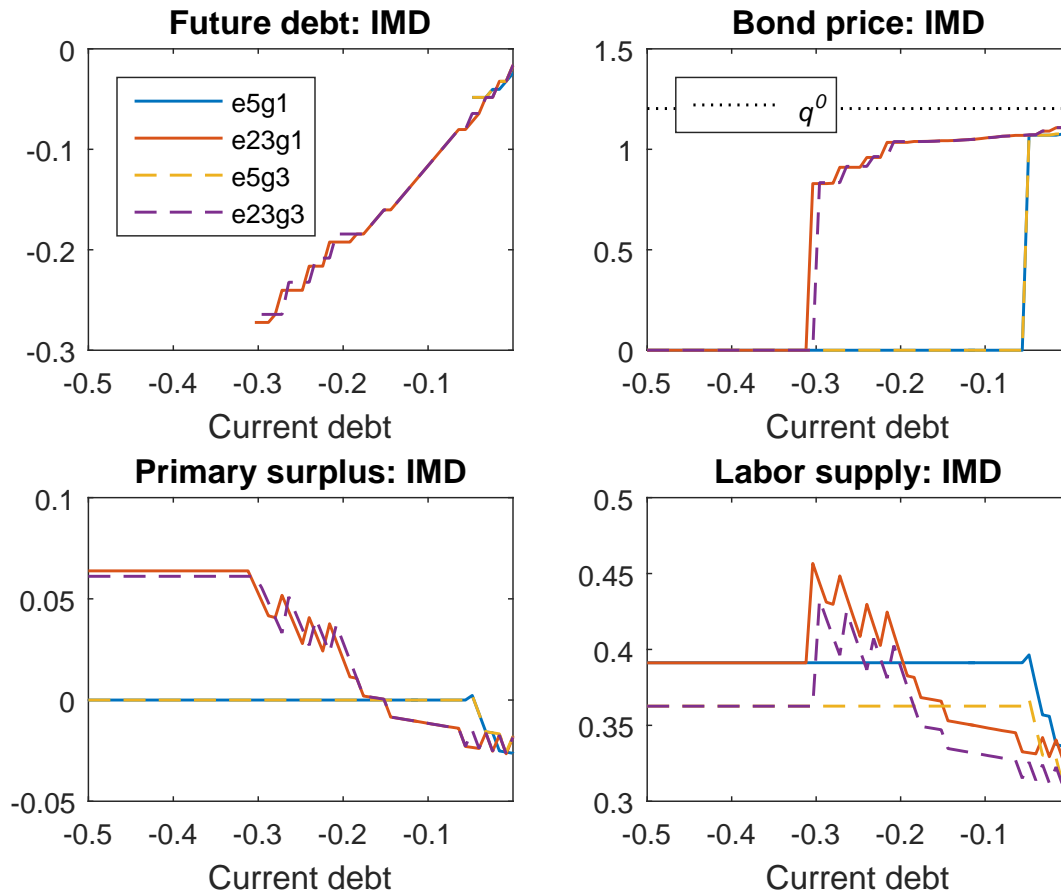 Future debt: IMD
0
-0.1
-0.2
-0.3
e5g1
e23g1
e5g3
e23g3
-0.5 -0.4 -0.3 -0.2 -0.1
Current debt
Bond price: IMD
1.5
1
0.5
0
q⁰
-0.5 -0.4 -0.3 -0.2 -0.1
Current debt
Primary surplus: IMD
0.1
0.05
0
-0.05
-0.5 -0.4 -0.3 -0.2 -0.1
Current debt
Labor supply: IMD
0.5
0.45
0.4
0.35
0.3
-0.5 -0.4 -0.3 -0.2 -0.1
Current debt